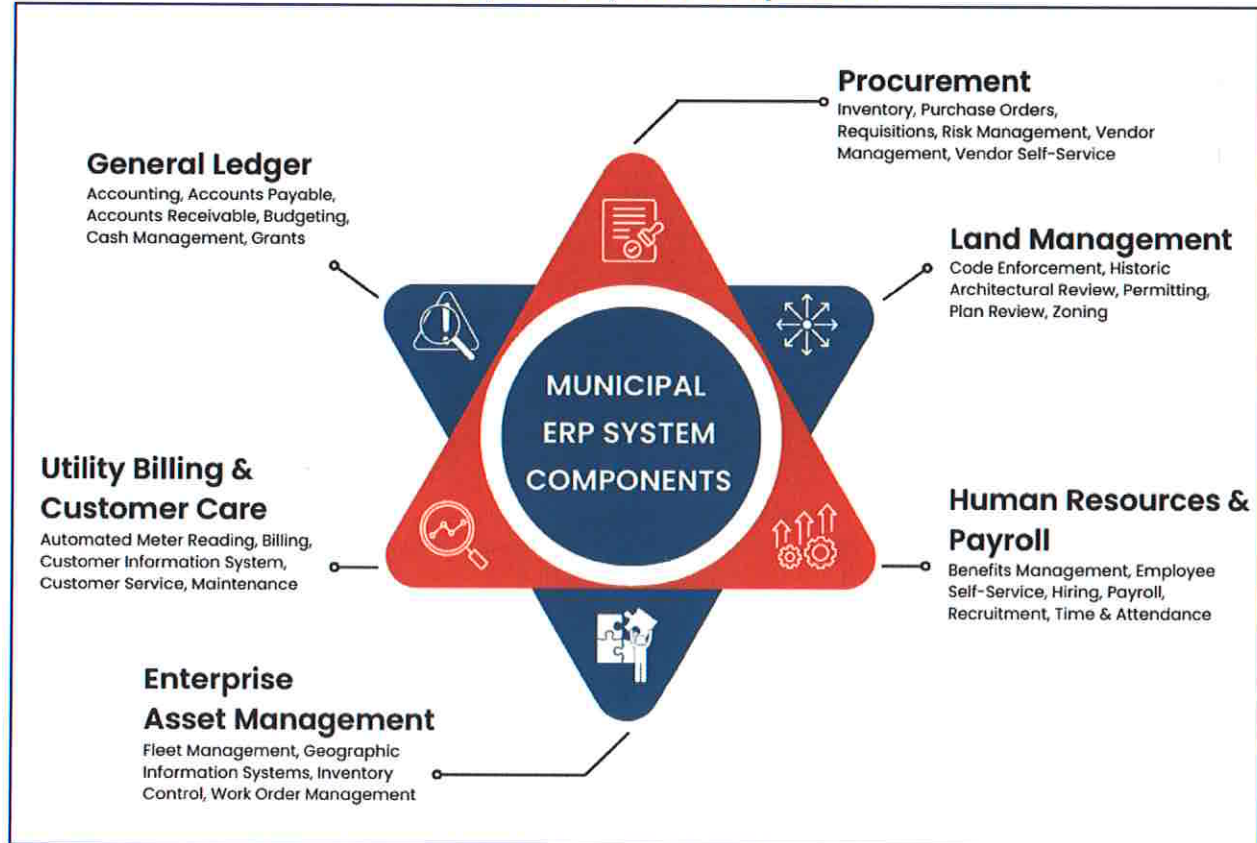 Procurement
Inventory, Purchase Orders,
Requisitions, Risk Management, Vendor
Management, Vendor Self-Service
General Ledger
Accounting, Accounts Payable,
Accounts Receivable, Budgeting,
Cash Management, Grants
Land Management
Code Enforcement, Historic
Architectural Review, Permitting,
Plan Review, Zoning
MUNICIPAL
ERP SYSTEM
COMPONENTS
Utility Billing &
Customer Care
Automated Meter Reading, Billing,
Customer Information System,
Customer Service, Maintenance
Human Resources &
Payroll
Benefits Management, Employee
Self-Service, Hiring, Payroll,
Recruitment, Time & Attendance
Enterprise
Asset Management
Fleet Management, Geographic
Information Systems, Inventory
Control, Work Order Management